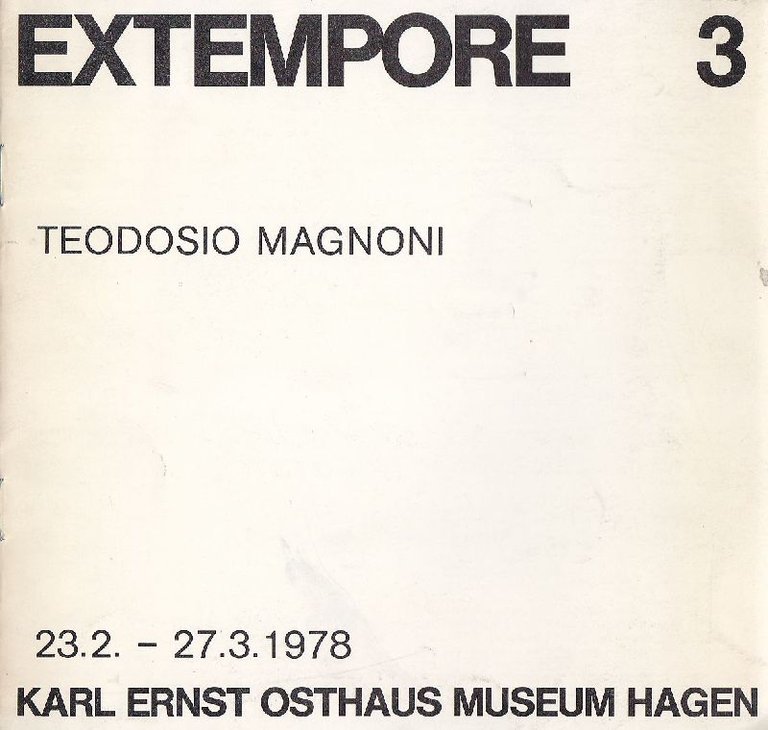 EXTEMPORE 3
TEODOSIO MAGNONI
23.2. – 27.3.1978
KARL ERNST OSTHAUS MUSEUM HAGEN